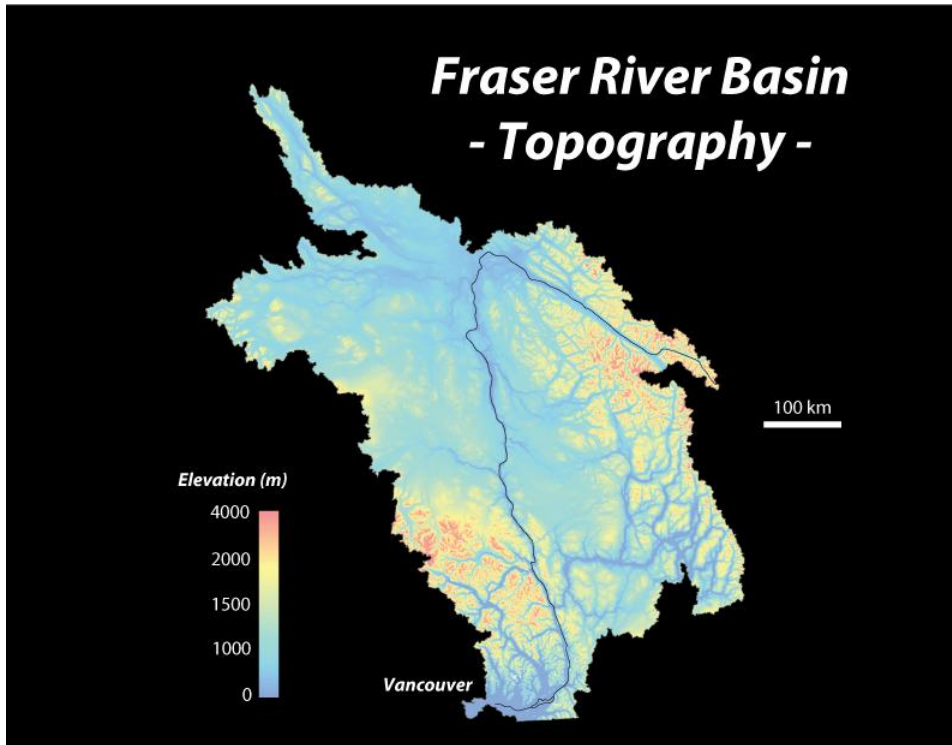 Fraser River Basin
- Topography -
100 km
Elevation (m)
4000
2000
1500
1000
0
Vancouver